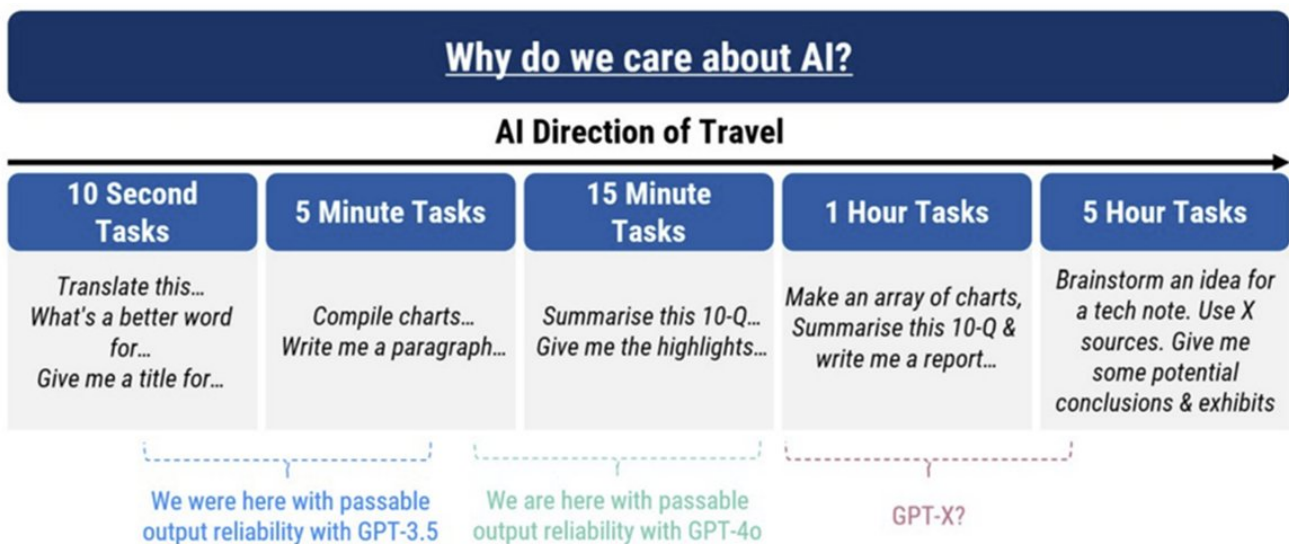 Why do we care about AI?
AI Direction of Travel
10 Second
Tasks
5 Minute Tasks
15 Minute
Tasks
1 Hour Tasks
5 Hour Tasks
Translate this…
What's a better word
for…
Give me a title for…
Compile charts…
Write me a paragraph…
Summarise this 10-Q…
Give me the highlights…
Make an array of charts,
Summarise this 10-Q &
write me a report…
Brainstorm an idea for
a tech note. Use X
sources. Give me
some potential
conclusions & exhibits
We were here with passable
output reliability with GPT-3.5
We are here with passable
output reliability with GPT-4o
GPT-X?